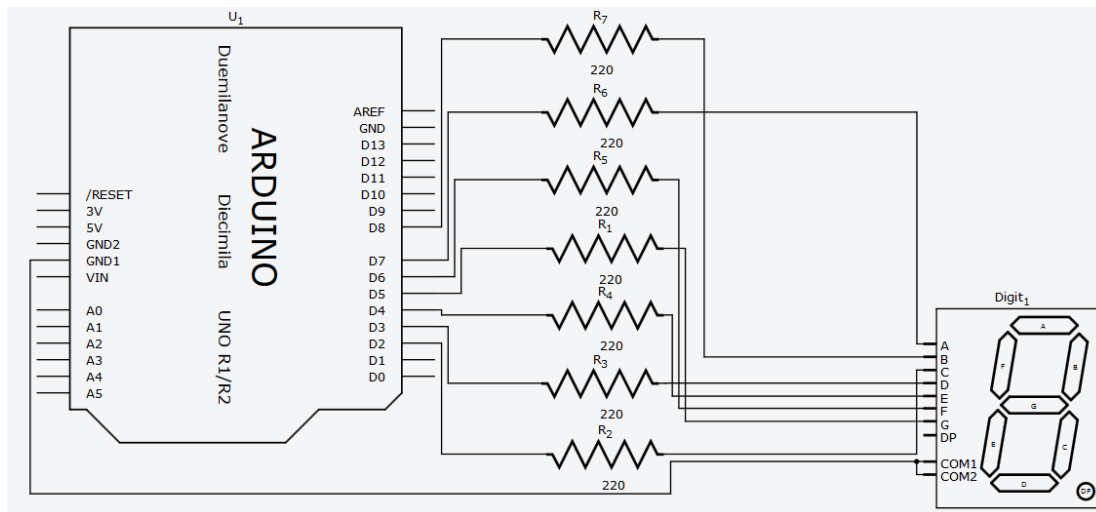 U1
Duemilanove
Diecimila
UNO R1/R2
ARDUINO
/RESET
3V
5V
GND2
GND1
VIN
A0
A1
A2
A3
A4
A5
AREF
GND
D13
D12
D11
D10
D9
D8
D7
D6
D5
D4
D3
D2
D1
D0
R7
220
R6
220
R5
220
R1
220
R4
220
R3
220
R2
220
Digit1
A
B
C
D
E
F
G
DP
COM1
COM2
A
F
B
G
E
C
D
DP